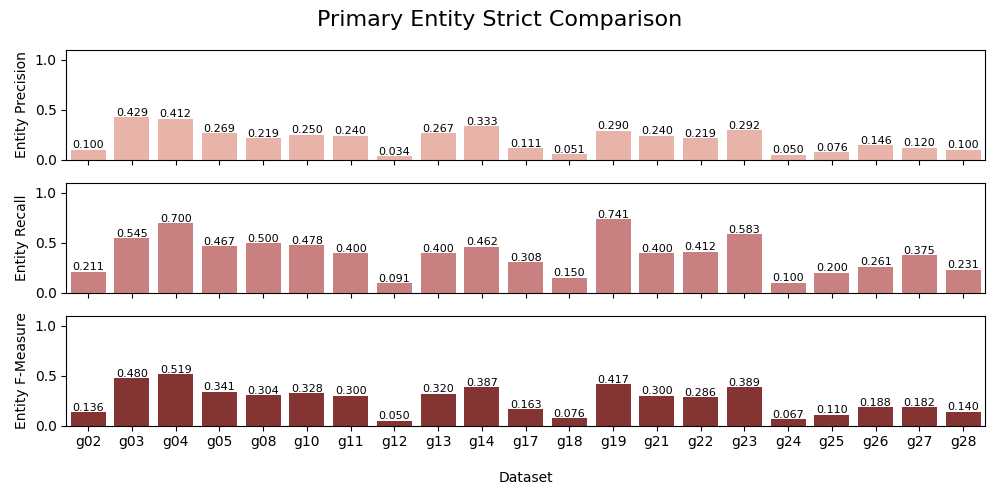 Primary Entity Strict Comparison
Entity Precision
1.0
0.5
0.0
0.100 0.429 0.412 0.269 0.219 0.250 0.240 0.034 0.267 0.333 0.111 0.051 0.290 0.240 0.219 0.292 0.050 0.076 0.146 0.120 0.100
Entity Recall
1.0
0.5
0.0
0.211 0.545 0.700 0.467 0.500 0.478 0.400 0.091 0.400 0.462 0.308 0.150 0.741 0.400 0.412 0.583 0.100 0.200 0.261 0.375 0.231
Entity F-Measure
1.0
0.5
0.0
0.136 0.480 0.519 0.341 0.304 0.328 0.300 0.050 0.320 0.387 0.163 0.076 0.417 0.300 0.286 0.389 0.067 0.110 0.188 0.182 0.140
g02 g03 g04 g05 g08 g10 g11 g12 g13 g14 g17 g18 g19 g21 g22 g23 g24 g25 g26 g27 g28
Dataset